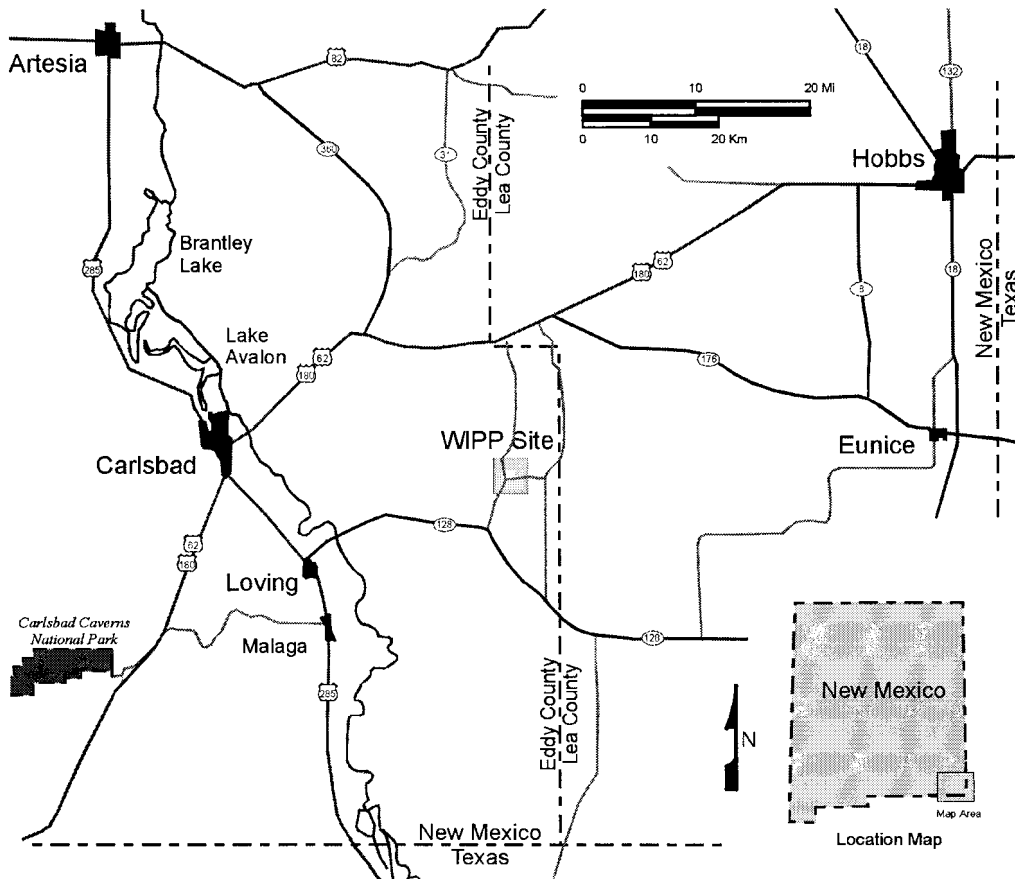 Artesia
82
18
132
0 10 20 Mi
0 10 20 Km
360
31
Eddy County
Lea County
Hobbs
Brantley
Lake
285
62
180
8
18
New Mexico
Texas
Lake
Avalon
62
180
176
WIPP Site
Eunice
Carlsbad
128
62
180
Loving
Carlsbad Caverns
National Park
Malaga
128
285
Eddy County
Lea County
N
New Mexico
Map Area
Location Map
New Mexico
Texas